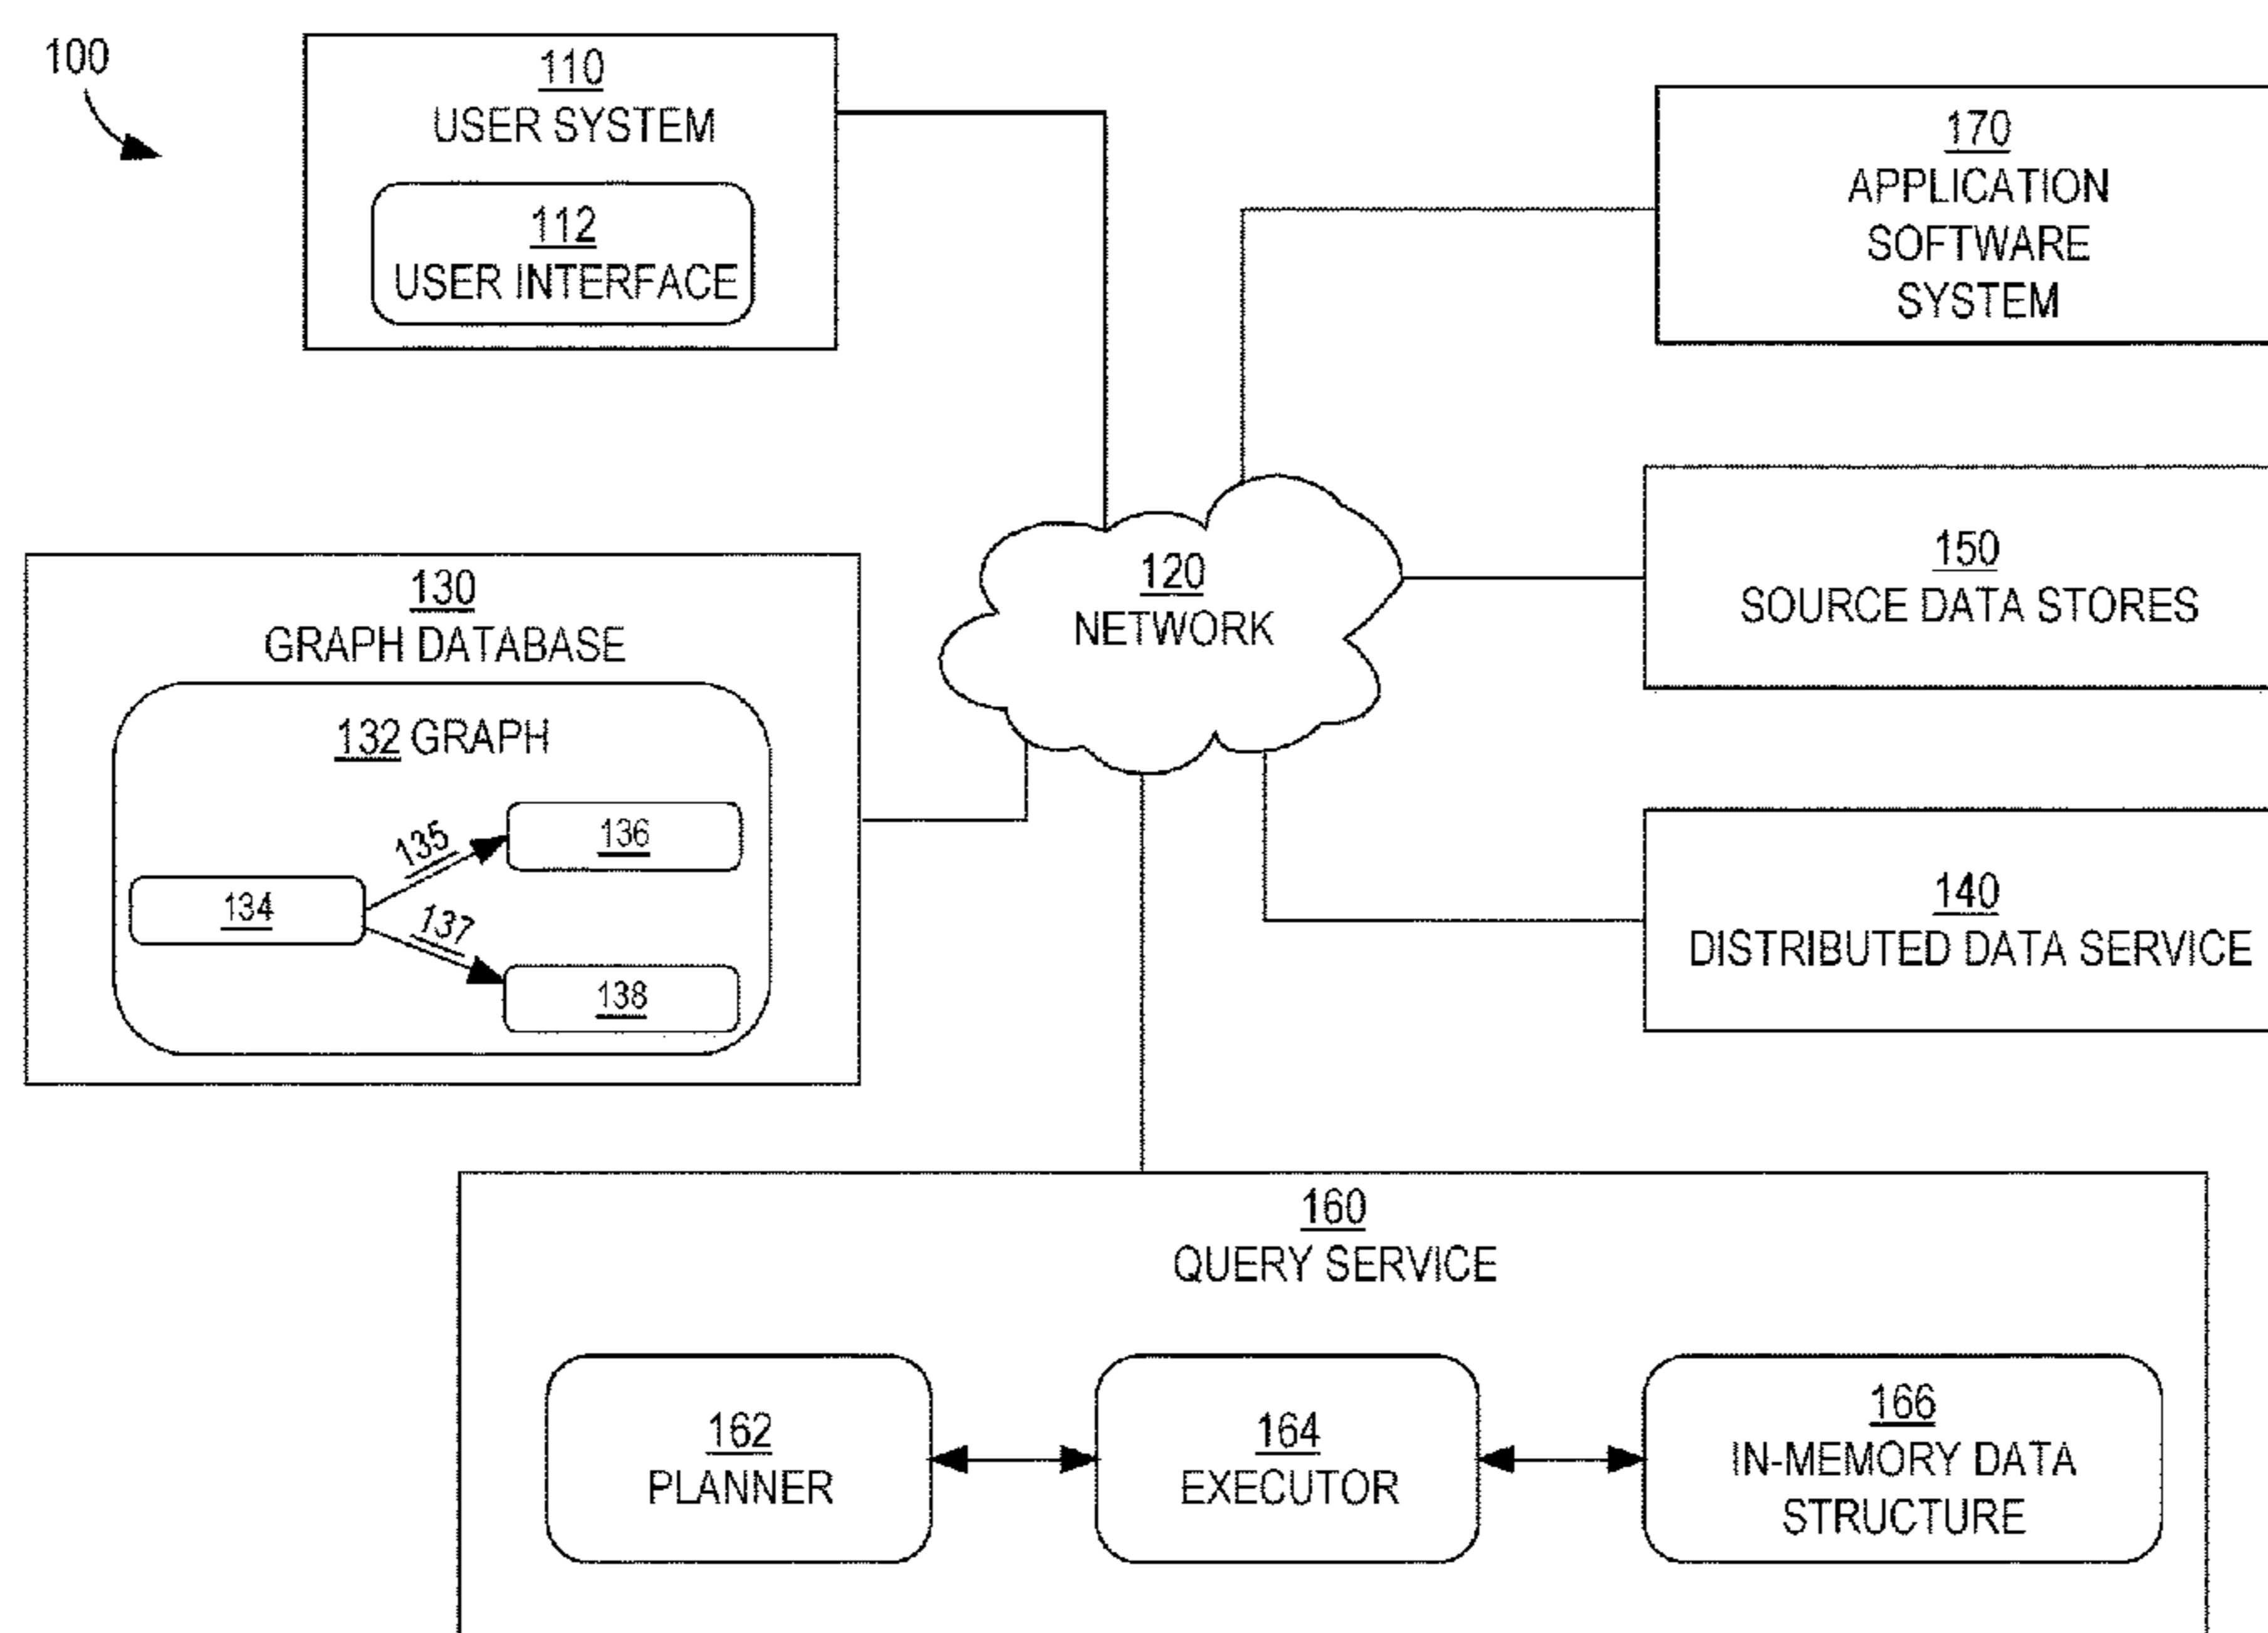 100
110
USER SYSTEM
112
USER INTERFACE
170
APPLICATION
SOFTWARE
SYSTEM
120
NETWORK
150
SOURCE DATA STORES
130
GRAPH DATABASE
132 GRAPH
134
135
136
137
138
140
DISTRIBUTED DATA SERVICE
160
QUERY SERVICE
162
PLANNER
164
EXECUTOR
166
IN-MEMORY DATA
STRUCTURE